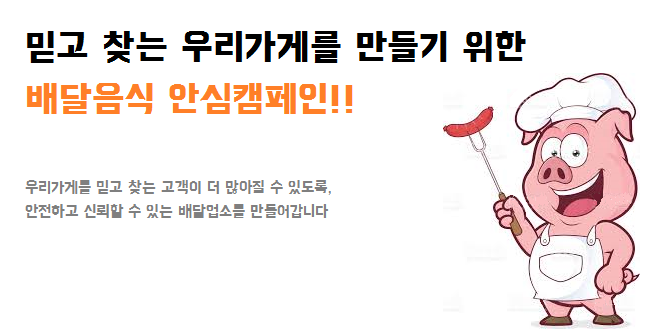 믿고 찾는 우리가게를 만들기 위한
배달음식 안심캠페인!!
우리가게를 믿고 찾는 고객이 더 많아질 수 있도록,
안전하고 신뢰할 수 있는 배달업소를 만들어갑니다